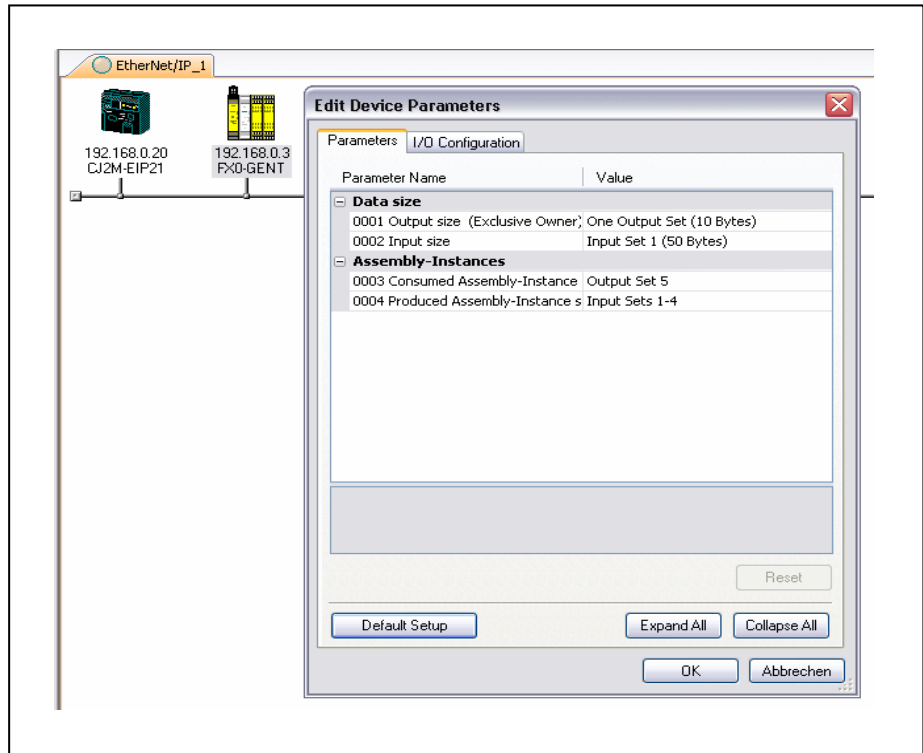 EtherNet/IP_1
192.168.0.20
CJ2M-EIP21
192.168.0.3
FX0-GENT
Edit Device Parameters
Parameters
I/O Configuration
Parameter Name Value
Data size
0001 Output size (Exclusive Owner) One Output Set (10 Bytes)
0002 Input size Input Set 1 (50 Bytes)
Assembly-Instances
0003 Consumed Assembly-Instance Output Set 5
0004 Produced Assembly-Instance s Input Sets 1-4
Reset
Default Setup Expand All Collapse All
OK Abbrechen